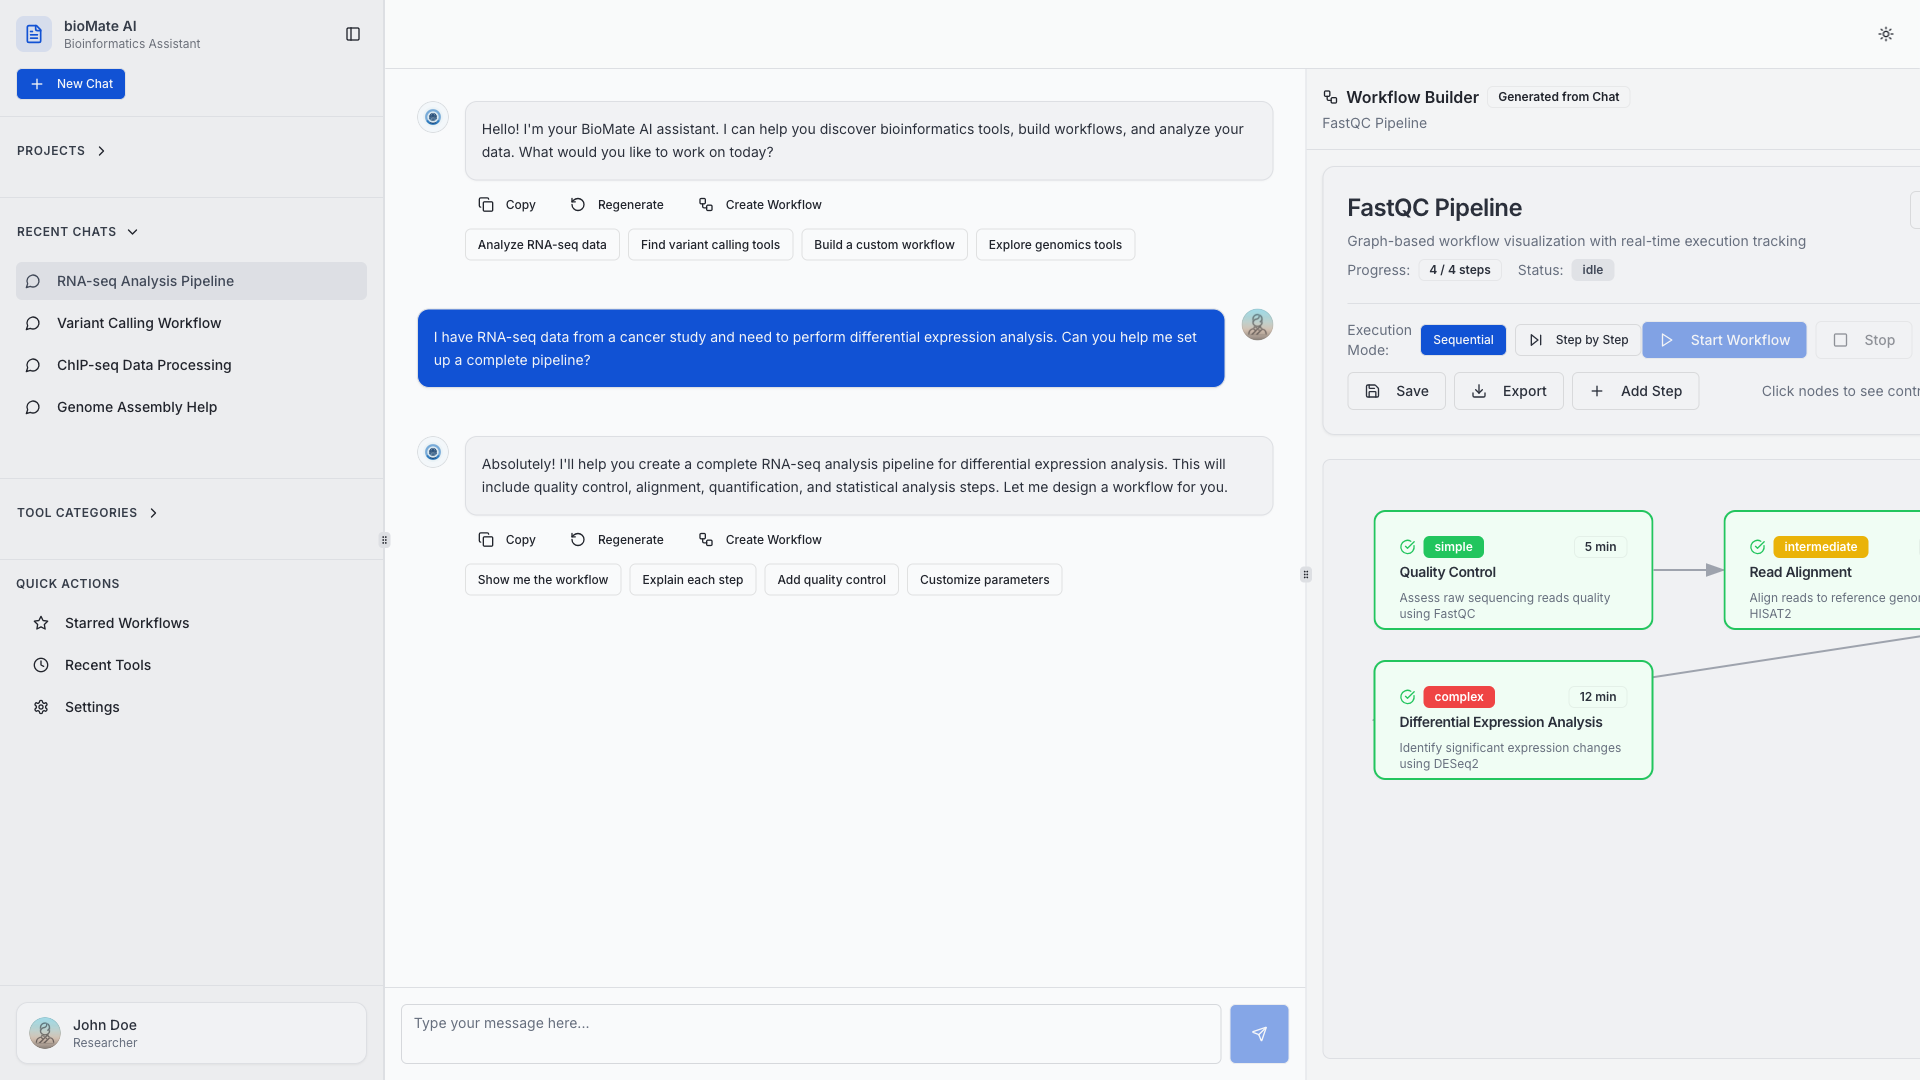 bioMate AI
Bioinformatics Assistant
New Chat
PROJECTS
RECENT CHATS
RNA-seq Analysis Pipeline
Variant Calling Workflow
ChIP-seq Data Processing
Genome Assembly Help
TOOL CATEGORIES
QUICK ACTIONS
Starred Workflows
Recent Tools
Settings
John Doe
Researcher
Hello! I'm your BioMate AI assistant. I can help you discover bioinformatics tools, build workflows, and analyze your
data. What would you like to work on today?
Copy Regenerate Create Workflow
Analyze RNA-seq data Find variant calling tools Build a custom workflow Explore genomics tools
I have RNA-seq data from a cancer study and need to perform differential expression analysis. Can you help me set
up a complete pipeline?
Absolutely! I'll help you create a complete RNA-seq analysis pipeline for differential expression analysis. This will
include quality control, alignment, quantification, and statistical analysis steps. Let me design a workflow for you.
Copy Regenerate Create Workflow
Show me the workflow Explain each step Add quality control Customize parameters
Type your message here...
Workflow Builder Generated from Chat
FastQC Pipeline
FastQC Pipeline
Graph-based workflow visualization with real-time execution tracking
Progress: 4 / 4 steps Status: idle
Execution
Mode:
Sequential Step by Step Start Workflow Stop
Save Export Add Step Click nodes to see
simple 5 min
Quality Control
Assess raw sequencing reads quality
using FastQC
intermediate
Read Alignment
Align reads to reference
HISAT2
complex 12 min
Differential Expression Analysis
Identify significant expression changes
using DESeq2